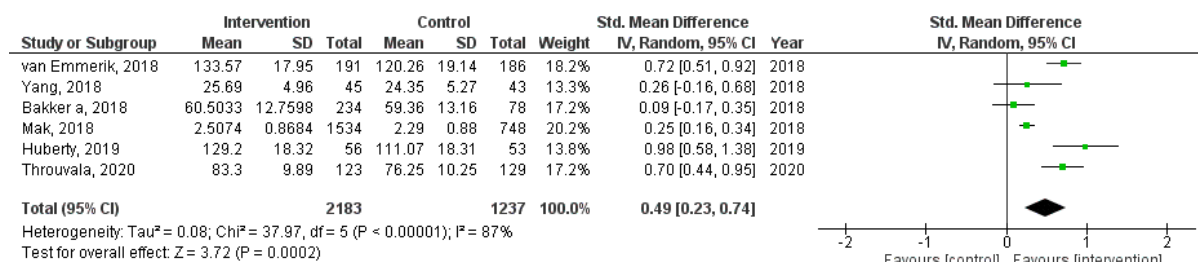 Intervention Control Std. Mean Difference Std. Mean Difference
Study or Subgroup Mean SD Total Mean SD Total Weight IV, Random, 95% CI Year IV, Random, 95% CI
van Emmerik, 2018 133.57 17.95 191 120.26 19.14 186 18.2% 0.72 [0.51, 0.92] 2018
Yang, 2018 25.69 4.96 45 24.35 5.27 43 13.3% 0.26 [-0.16, 0.68] 2018
Bakker a, 2018 60.5033 12.7598 234 59.36 13.16 78 17.2% 0.09 [-0.17, 0.35] 2018
Mak, 2018 2.5074 0.8684 1534 2.29 0.88 748 20.2% 0.25 [0.16, 0.34] 2018
Huberty, 2019 129.2 18.32 56 111.07 18.31 53 13.8% 0.98 [0.58, 1.38] 2019
Throuvala, 2020 83.3 9.89 123 76.25 10.25 129 17.2% 0.70 [0.44, 0.95] 2020
Total (95% CI) 2183 1237 100.0% 0.49 [0.23, 0.74]
Heterogeneity: Tau² = 0.08; Chi² = 37.97, df = 5 (P < 0.00001); I² = 87%
Test for overall effect: Z = 3.72 (P = 0.0002)
-2 -1 0 1 2
Favours [control] Favours [intervention]